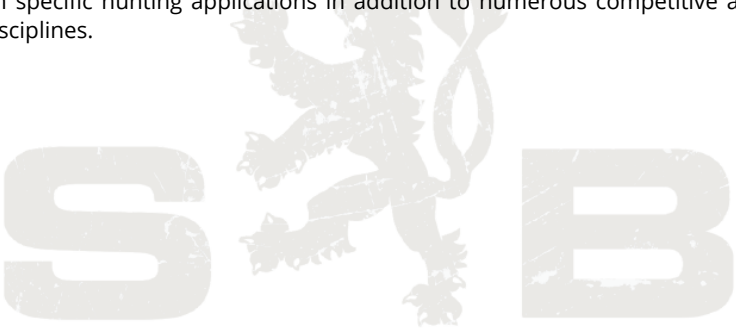 f specific hunting applications in addition to numerous competitive a
sciplines.
S B